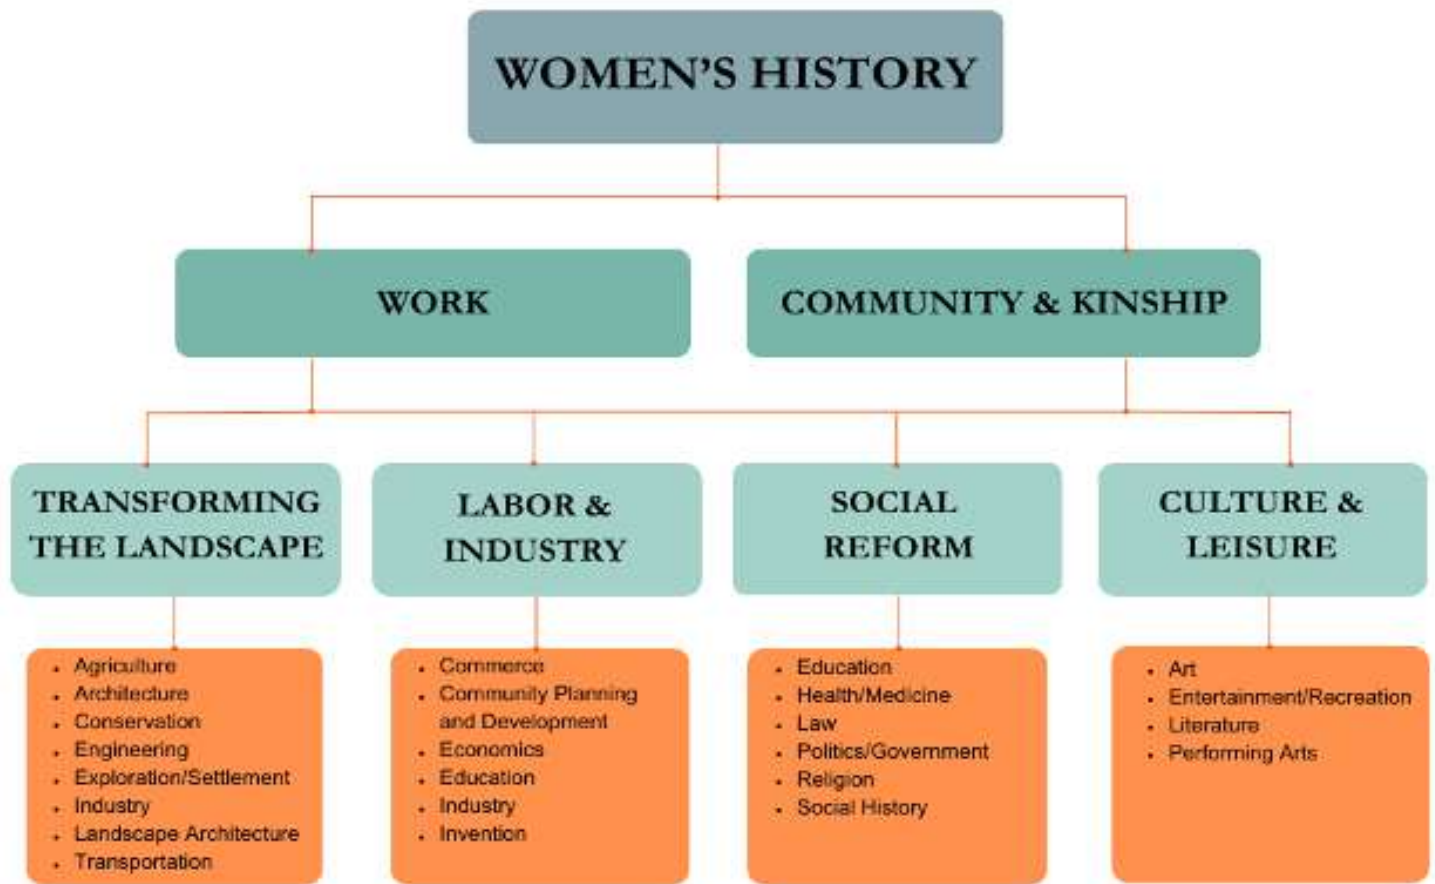 WOMEN'S HISTORY
WORK
COMMUNITY & KINSHIP
TRANSFORMING
THE LANDSCAPE
LABOR &
INDUSTRY
SOCIAL
REFORM
CULTURE &
LEISURE
• Agriculture
• Architecture
• Conservation
• Engineering
• Exploration/Settlement
• Industry
• Landscape Architecture
• Transportation
• Commerce
• Community Planning
and Development
• Economics
• Education
• Industry
• Invention
• Education
• Health/Medicine
• Law
• Politics/Government
• Religion
• Social History
• Art
• Entertainment/Recreation
• Literature
• Performing Arts